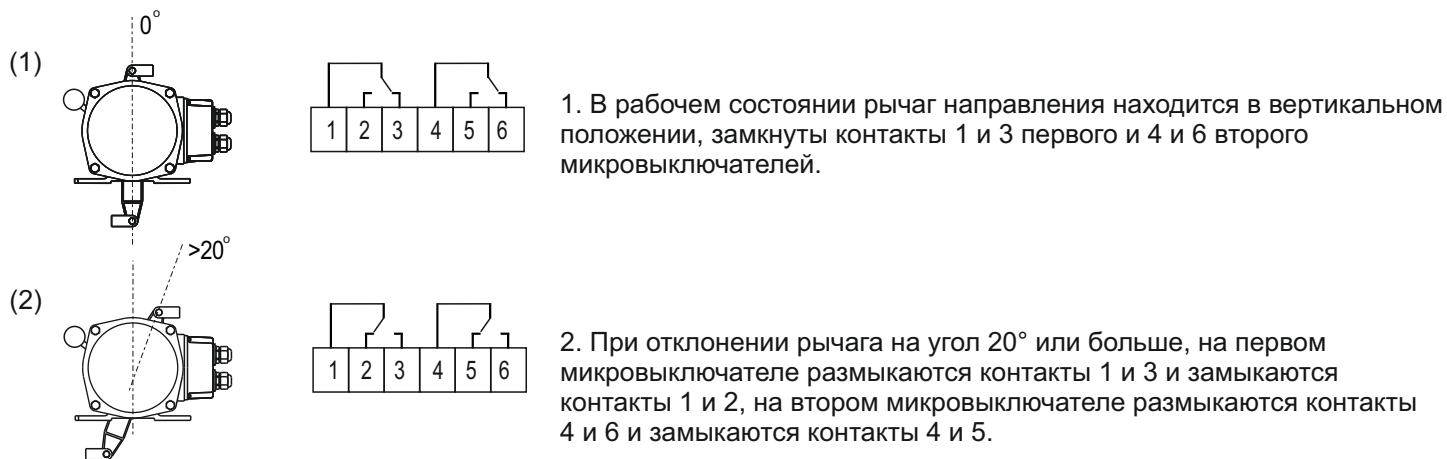 0°
(1)
1 2 3 4 5 6
1. В рабочем состоянии рычаг направления находится в вертикальном
положении, замкнуты контакты 1 и 3 первого и 4 и 6 второго
микровыключателей.
>20°
(2)
1 2 3 4 5 6
2. При отклонении рычага на угол 20° или больше, на первом
микровыключателе размыкаются контакты 1 и 3 и замыкаются
контакты 1 и 2, на втором микровыключателе размыкаются контакты
4 и 6 и замыкаются контакты 4 и 5.